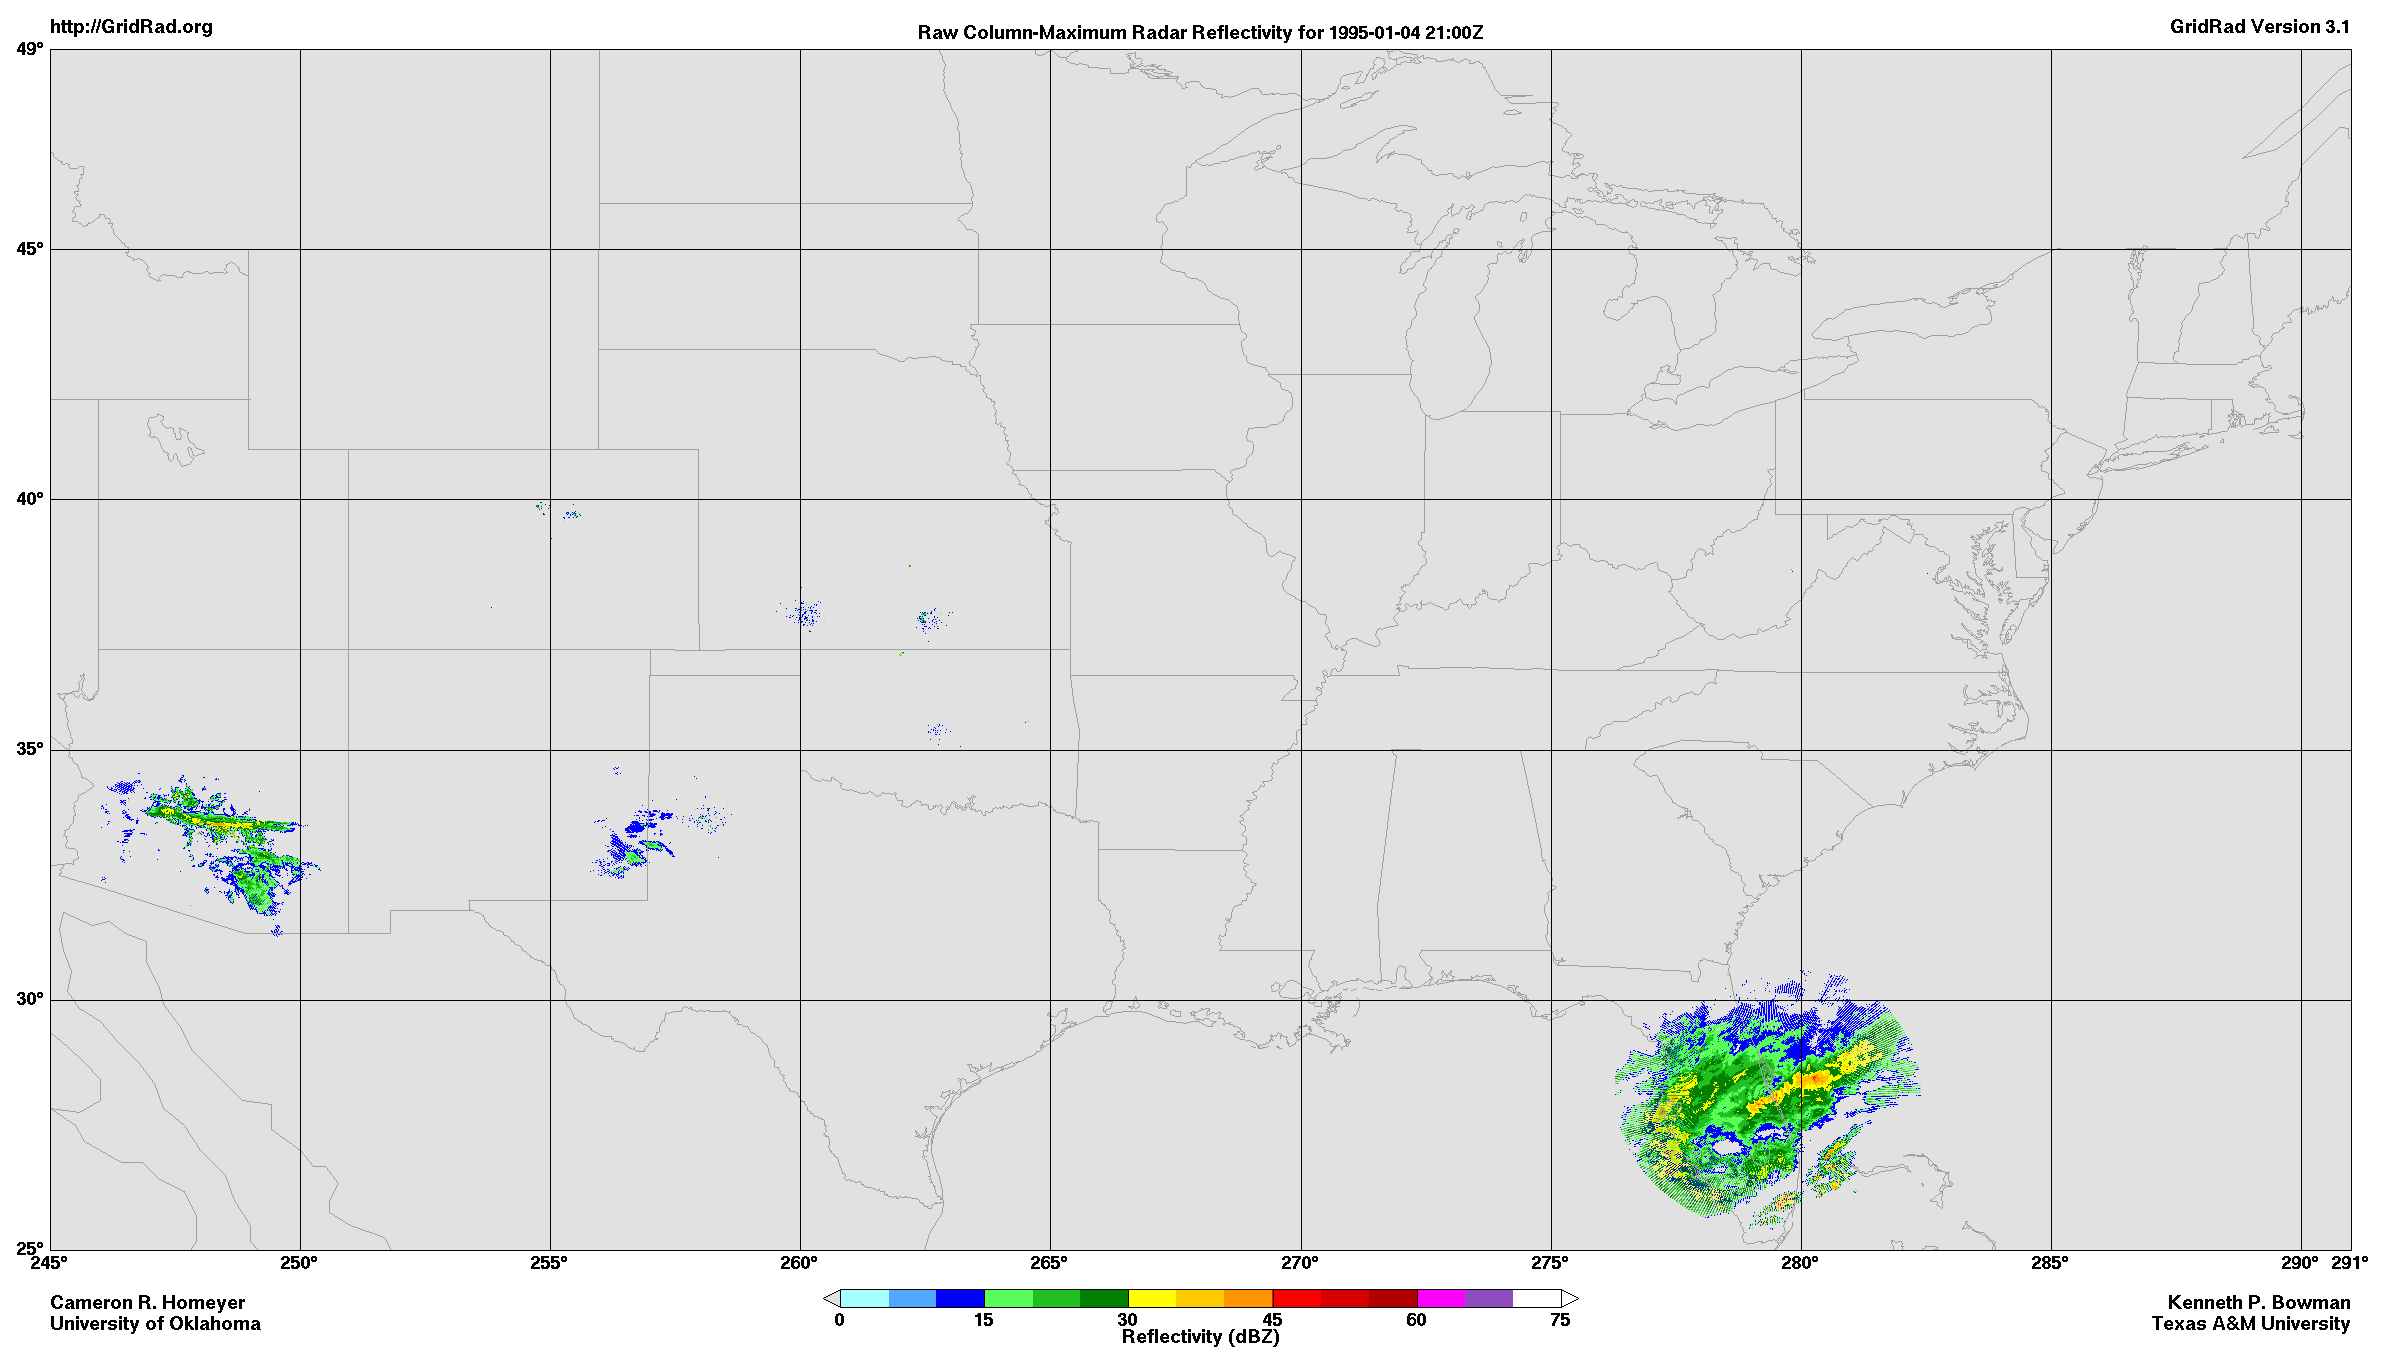 http://GridRad.org
Raw Column-Maximum Radar Reflectivity for 1995-01-04 21:00Z
GridRad Version 3.1
49°
45°
40°
35°
30°
25°
245° 250° 255° 260° 265° 270° 275° 280° 285° 290° 291°
0 15 30 45 60 75
Reflectivity (dBZ)
Cameron R. Homeyer
University of Oklahoma
Kenneth P. Bowman
Texas A&M University